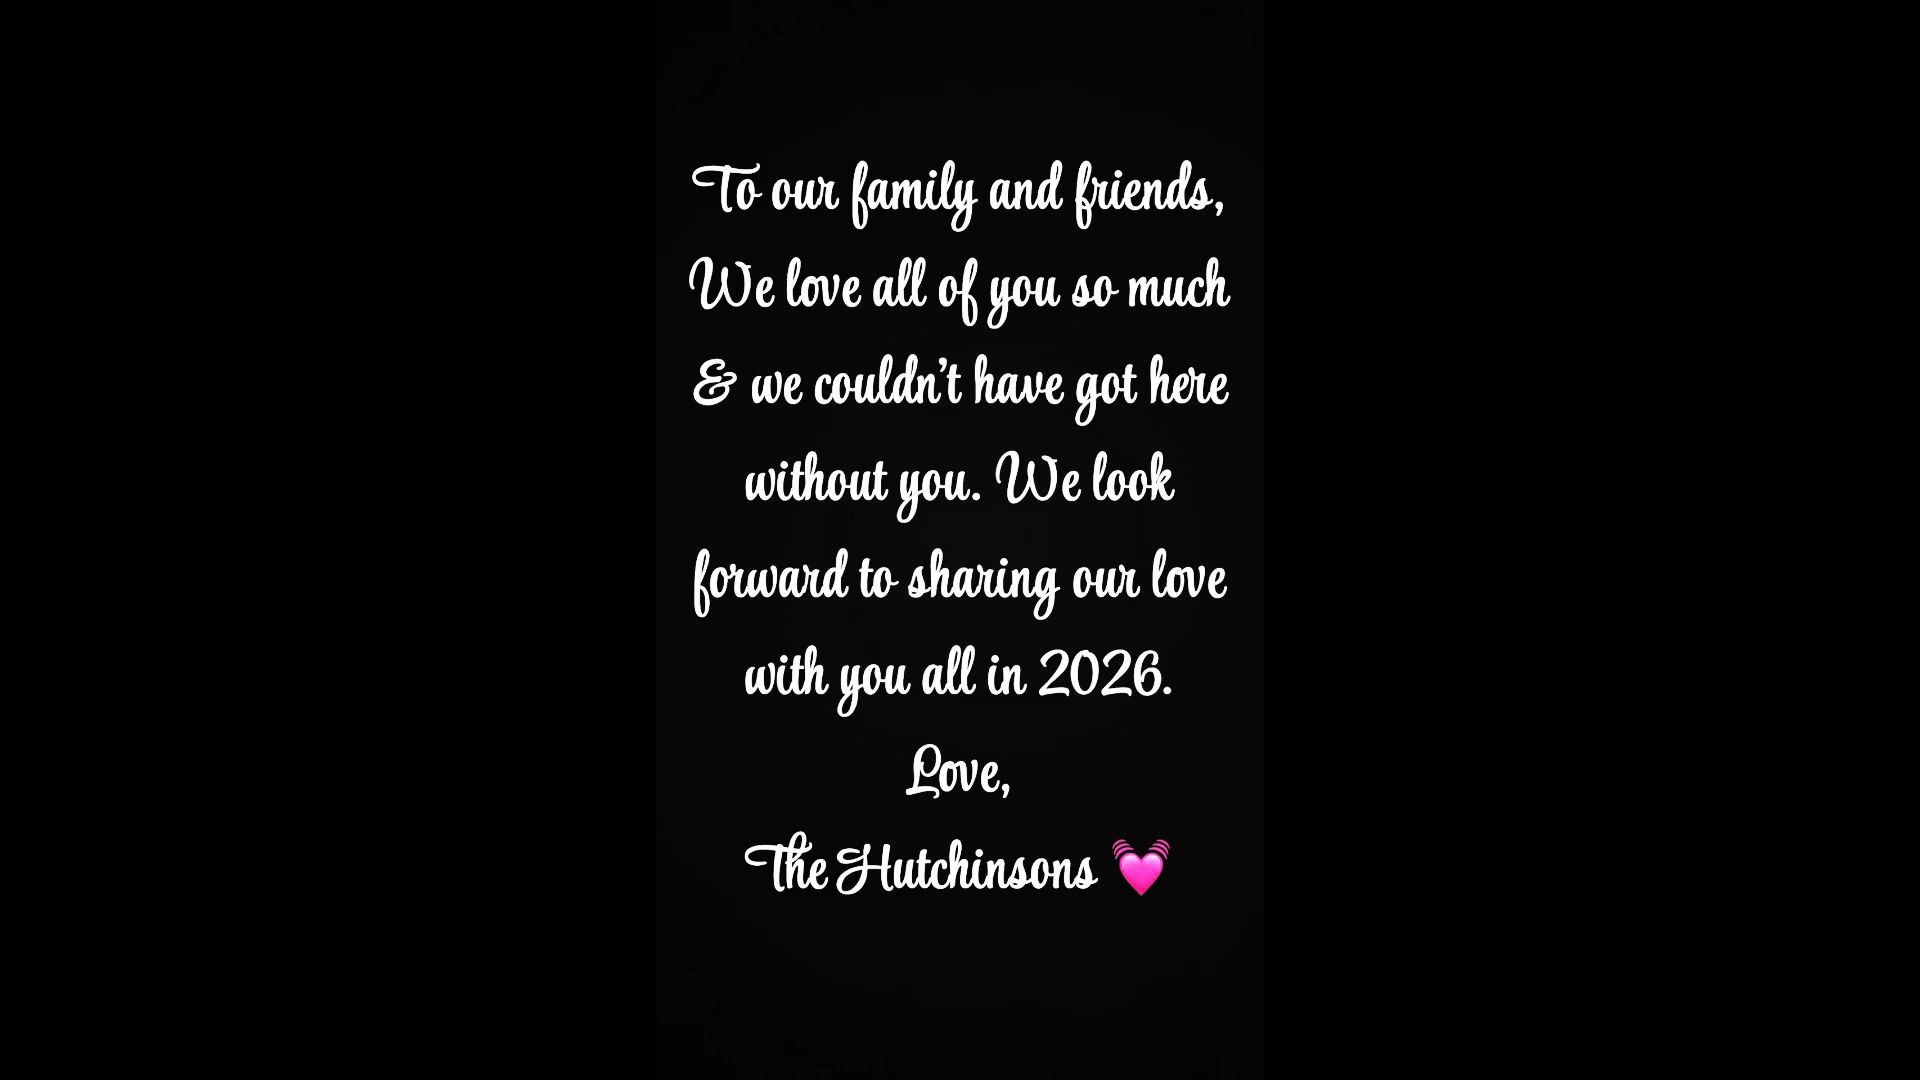 To our family and friends,
We love all of you so much
& we couldn’t have got here
without you. We look
forward to sharing our love
with you all in 2026.
Love,
The Hutchinsons 💓